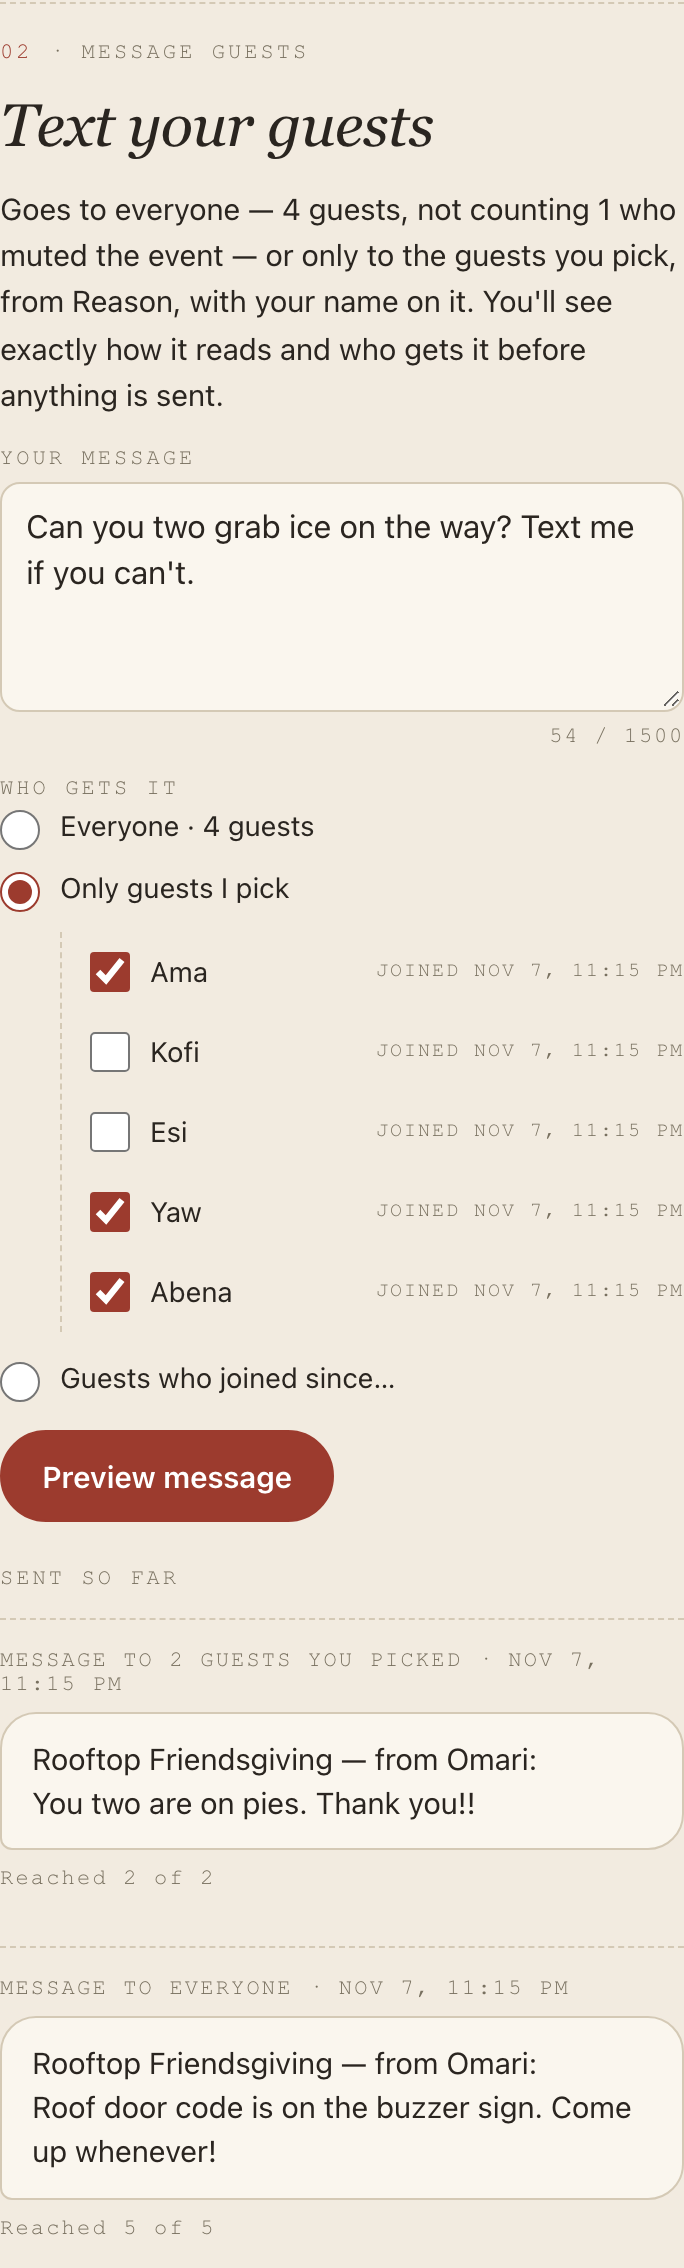 02 · MESSAGE GUESTS
Text your guests
Goes to everyone — 4 guests, not counting 1 who
muted the event — or only to the guests you pick,
from Reason, with your name on it. You'll see
exactly how it reads and who gets it before
anything is sent.
YOUR MESSAGE
Can you two grab ice on the way? Text me
if you can't.
54 / 1500
WHO GETS IT
Everyone · 4 guests
Only guests I pick
Ama JOINED NOV 7, 11:15 PM
Kofi JOINED NOV 7, 11:15 PM
Esi JOINED NOV 7, 11:15 PM
Yaw JOINED NOV 7, 11:15 PM
Abena JOINED NOV 7, 11:15 PM
Guests who joined since...
Preview message
SENT SO FAR
MESSAGE TO 2 GUESTS YOU PICKED · NOV 7,
11:15 PM
Rooftop Friendsgiving — from Omari:
You two are on pies. Thank you!!
Reached 2 of 2
MESSAGE TO EVERYONE · NOV 7, 11:15 PM
Rooftop Friendsgiving — from Omari:
Roof door code is on the buzzer sign. Come
up whenever!
Reached 5 of 5